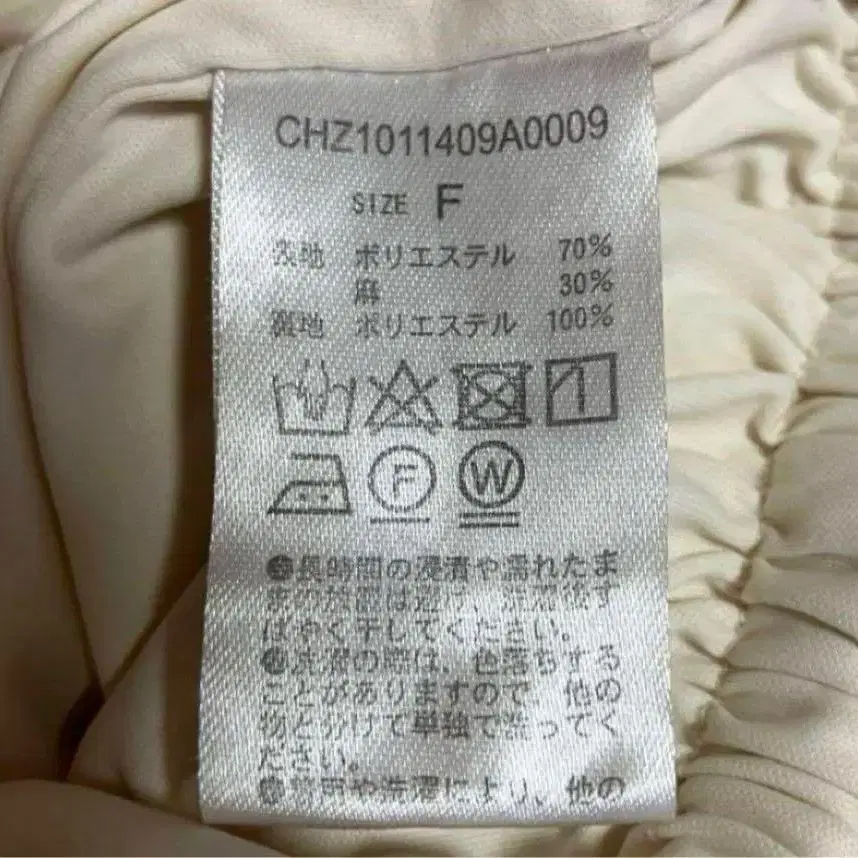 CHZ1011409A0009
SIZE F
表地 ポリエステル 70%
麻 30%
裏地 ポリエステル 100%
F W
●長時間の浸漬や濡れたま
まの放置は避け、洗濯後す
ばやく干してください。
●洗濯の際は、色落ちする
ことがありますので、他の
物と分けて単独で洗ってく
ださい。
●着用や洗濯により、他の